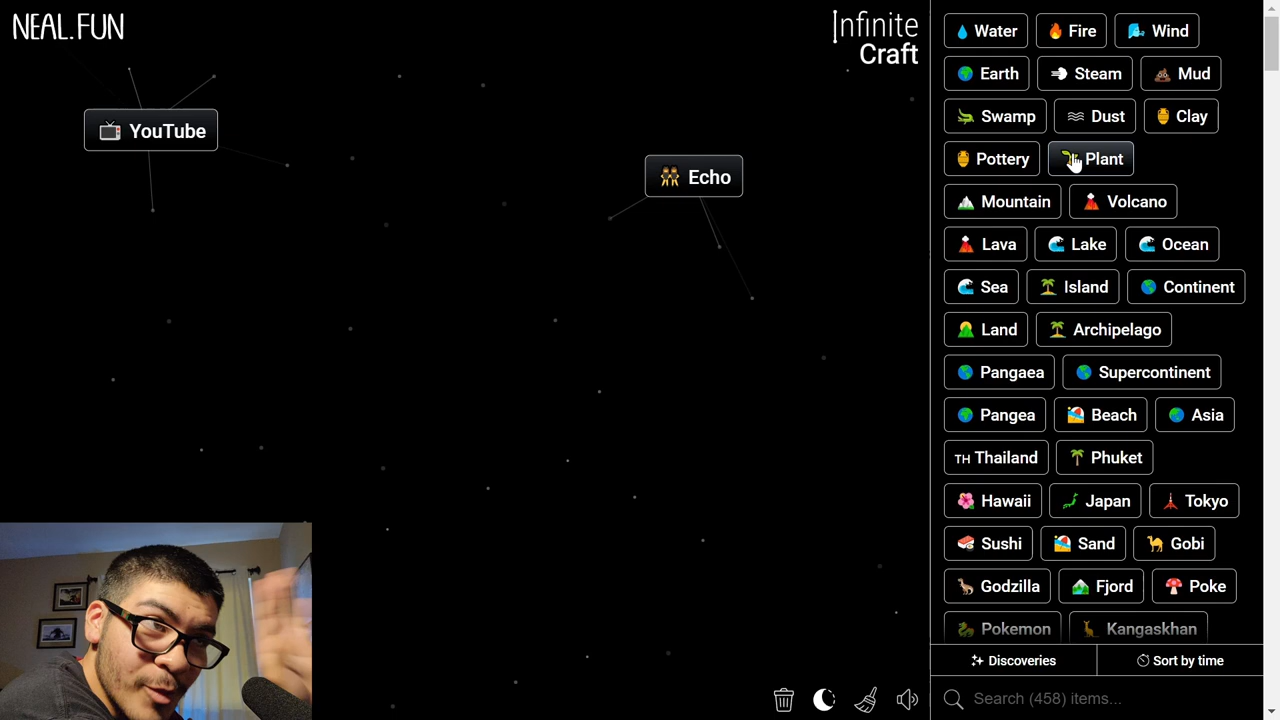 NEAL.FUN
Infinite
Craft
YouTube
Echo
Water
Fire
Wind
Earth
Steam
Mud
Swamp
Dust
Clay
Pottery
Plant
Mountain
Volcano
Lava
Lake
Ocean
Sea
Island
Continent
Land
Archipelago
Pangaea
Supercontinent
Pangea
Beach
Asia
TH Thailand
Phuket
Hawaii
Japan
Tokyo
Sushi
Sand
Gobi
Godzilla
Fjord
Poke
Pokemon
Kangaskhan
Discoveries
Sort by time
Search (458) items...